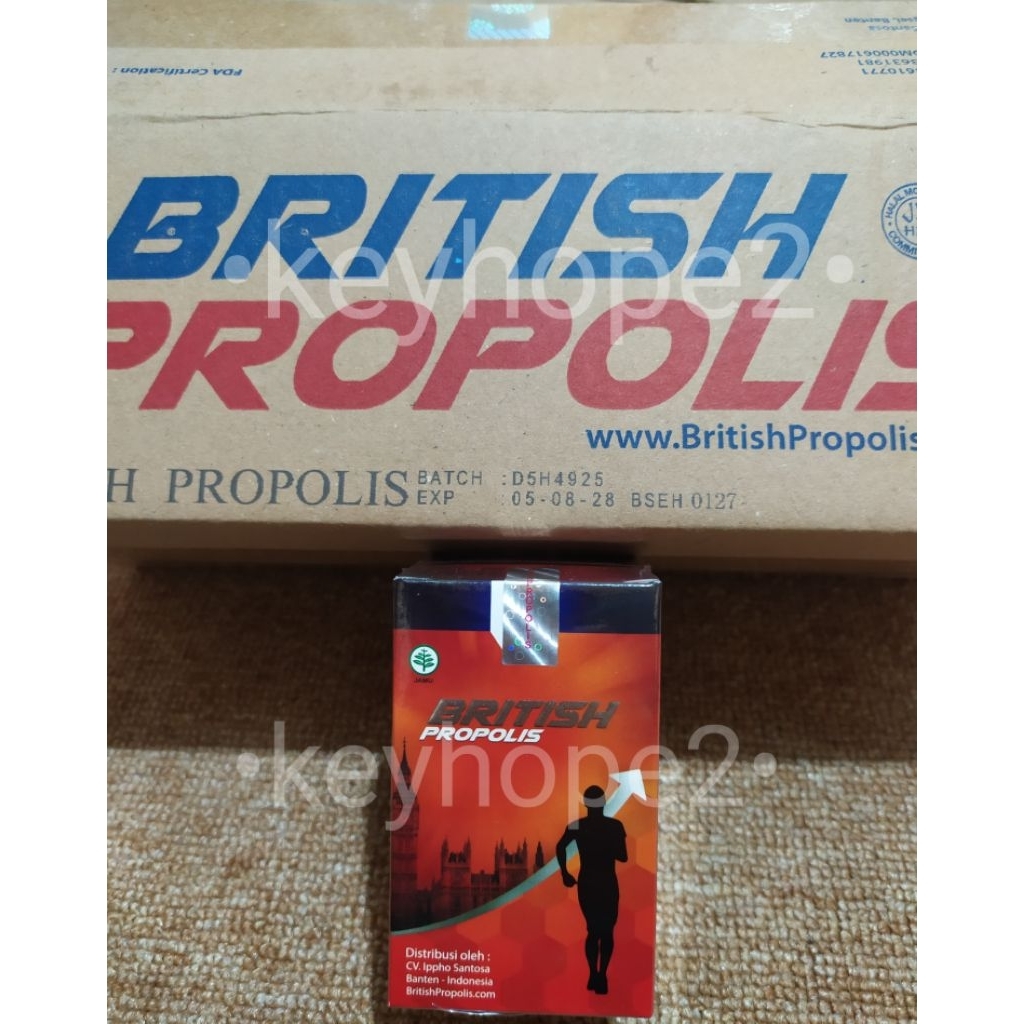 FDA Certification :
BRITISH
PROPOLIS
www.BritishPropolis
H PROPOLIS
BATCH : D5H4925
EXP : 05-08-28 BSEH 0127
•keyhope2•
PROPOLIS
JAMU
BRITISH
PROPOLIS
•keyhope2•
Distribusi oleh :
CV. Ippho Santosa
Banten - Indonesia
BritishPropolis.com